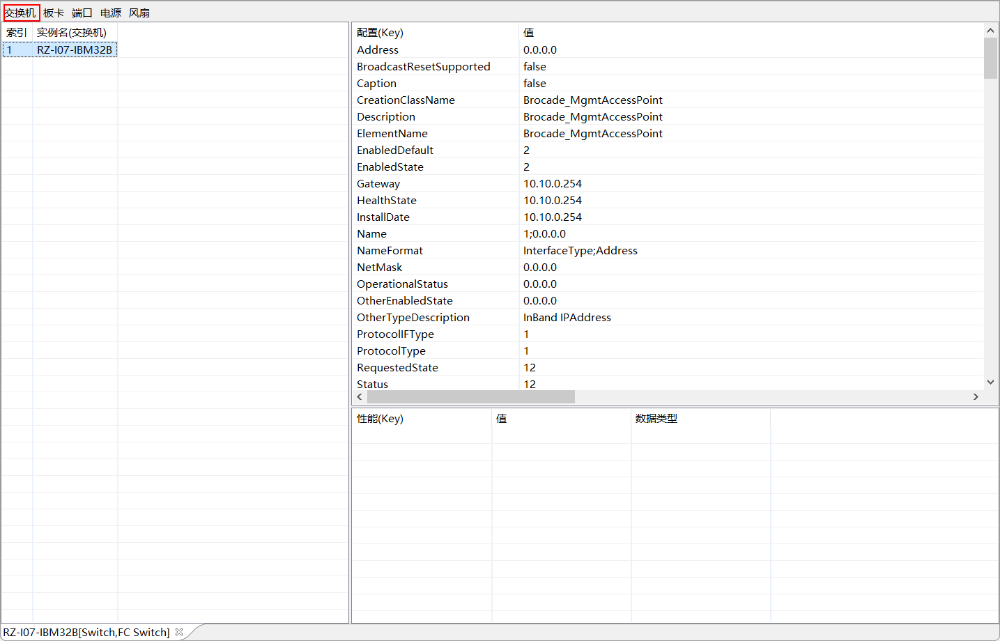 交换机 板卡 端口 电源 风扇
索引 实例名(交换机)
1 RZ-I07-IBM32B
配置(Key) 值
Address 0.0.0.0
BroadcastResetSupported false
Caption false
CreationClassName Brocade_MgmtAccessPoint
Description Brocade_MgmtAccessPoint
ElementName Brocade_MgmtAccessPoint
EnabledDefault 2
EnabledState 2
Gateway 10.10.0.254
HealthState 10.10.0.254
InstallDate 10.10.0.254
Name 1;0.0.0.0
NameFormat InterfaceType;Address
NetMask 0.0.0.0
OperationalStatus 0.0.0.0
OtherEnabledState 0.0.0.0
OtherTypeDescription InBand IPAddress
ProtocolIFType 1
ProtocolType 1
RequestedState 12
Status 12
性能(Key) 值 数据类型
RZ-I07-IBM32B[Switch,FC Switch]